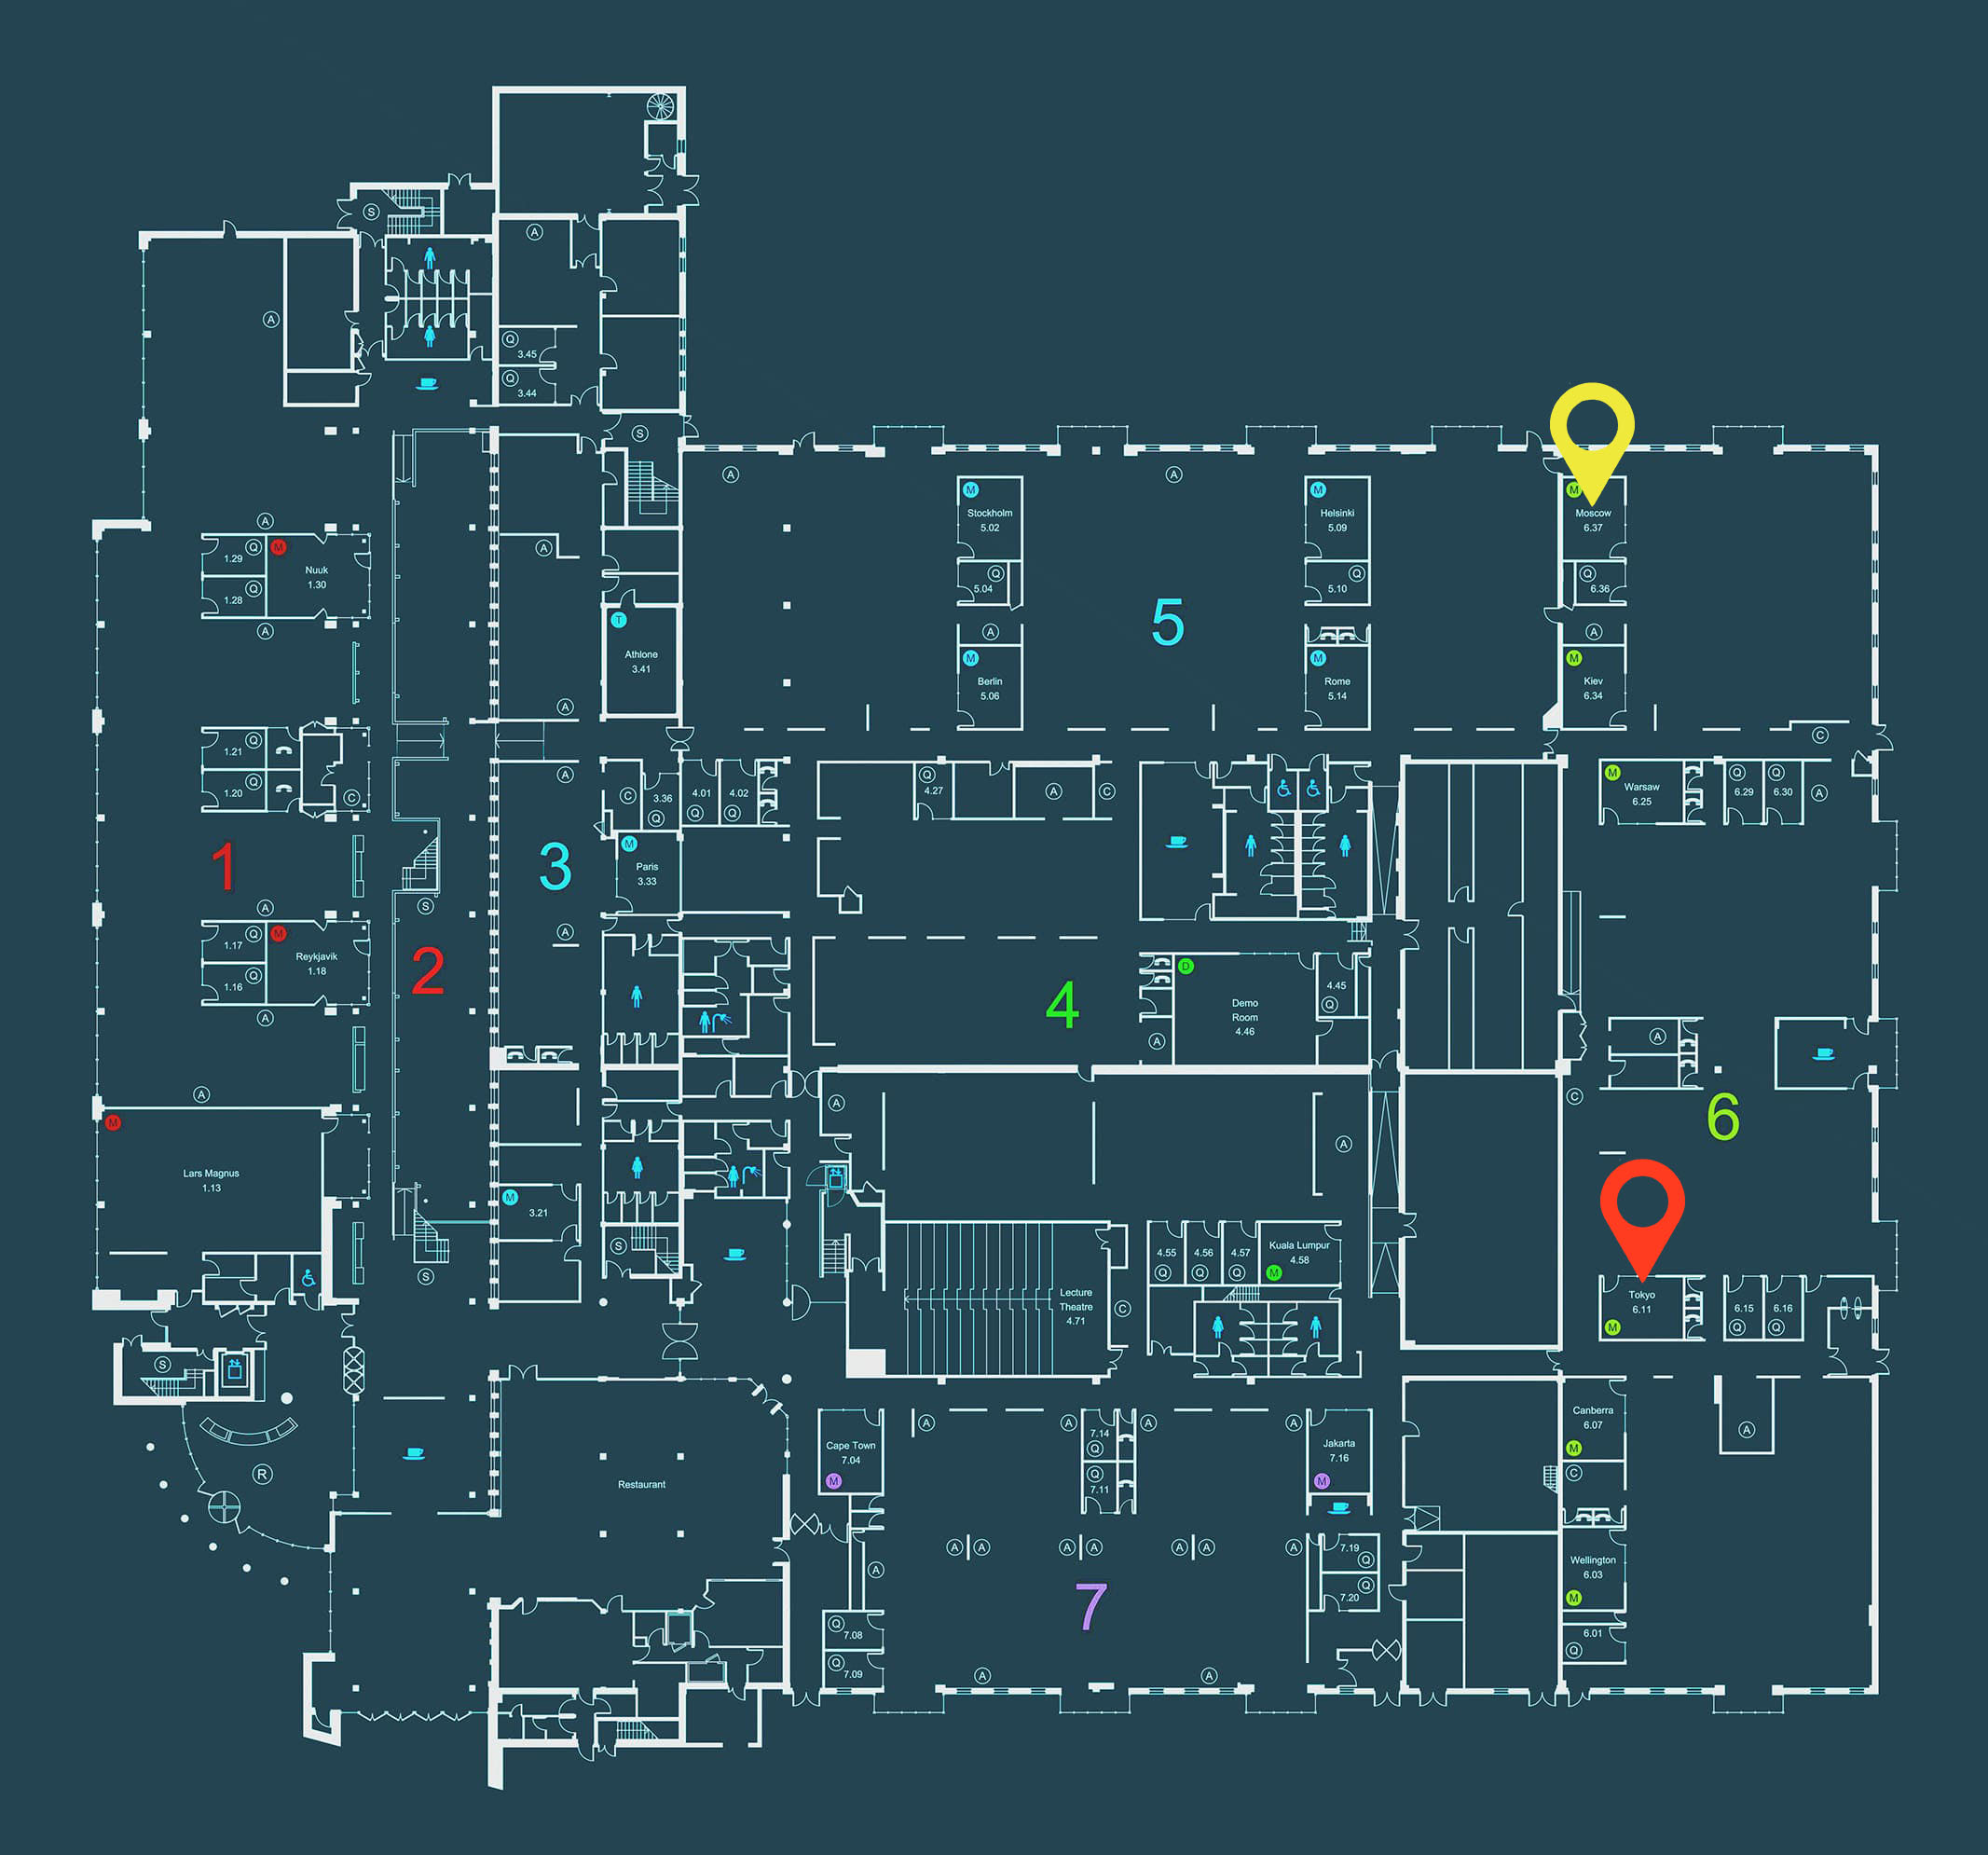 S
A
A
Q
3.45
Q
3.44
S
A
A
M
Stockholm
5.02
M
Helsinki
5.09
M
Moscow
6.37
A
1.29
Q
M
Nuuk
1.30
1.28
Q
A
A
Q
5.04
Q
5.10
Q
6.36
T
Athlone
3.41
5
A
M
Berlin
5.06
M
Rome
5.14
A
M
Kiev
6.34
A
1.21
Q
1.20
Q
C
A
C
3.36
Q
4.01
Q
4.02
Q
Q
4.27
A
C
C
M
Warsaw
6.25
Q
6.29
Q
6.30
A
1
3
M
Paris
3.33
A
S
A
1.17
Q
M
Reykjavik
1.18
1.16
Q
A
2
4
D
Demo
Room
4.46
4.45
Q
A
A
C
6
A
A
A
M
Lars Magnus
1.13
M
3.21
S
S
4.55
Q
4.56
Q
4.57
Q
Kuala Lumpur
4.58
M
Lecture
Theatre
4.71
C
Tokyo
6.11
M
6.15
Q
6.16
Q
S
R
Restaurant
Cape Town
7.04
M
A
A
7.14
Q
Q
7.11
A
A
Jakarta
7.16
M
Canberra
6.07
M
C
A
A
A
A
A
A
A
A
A
7.19
Q
Q
7.20
Wellington
6.03
M
7
Q
7.08
Q
7.09
6.01
Q
A
A